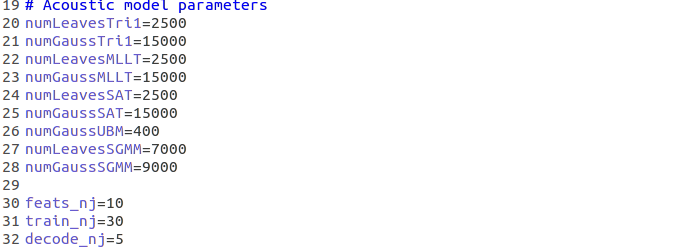 19 # Acoustic model parameters
20 numLeavesTri1=2500
21 numGaussTri1=15000
22 numLeavesMLLT=2500
23 numGaussMLLT=15000
24 numLeavesSAT=2500
25 numGaussSAT=15000
26 numGaussUBM=400
27 numLeavesSGMM=7000
28 numGaussSGMM=9000
29
30 feats_nj=10
31 train_nj=30
32 decode_nj=5